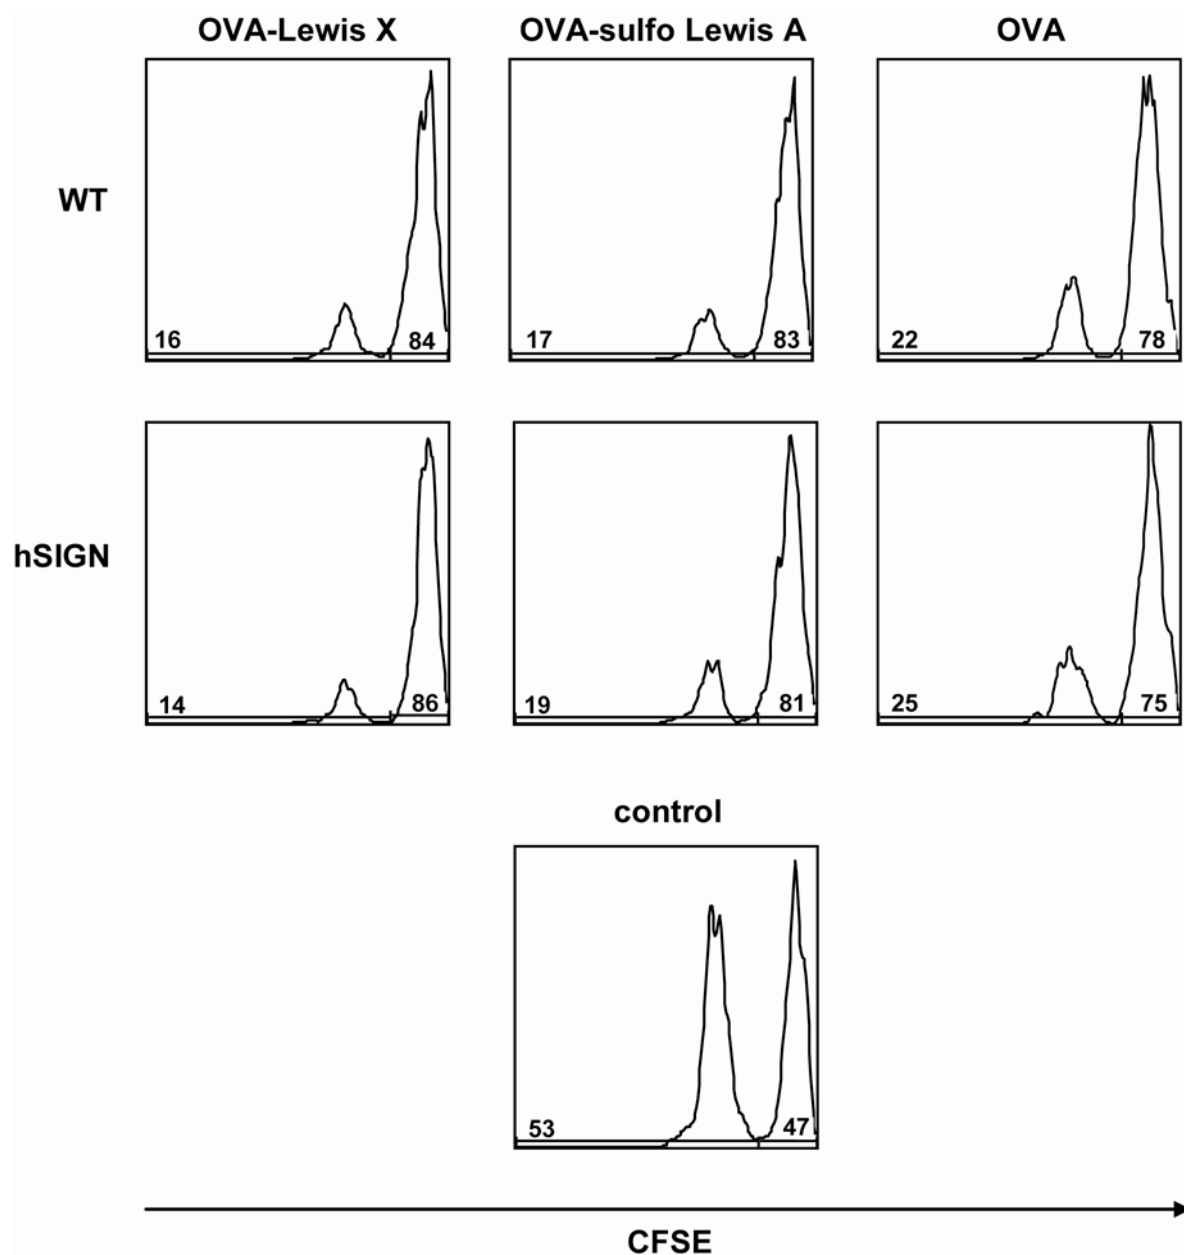 OVA-Lewis X OVA-sulfo Lewis A OVA
WT
16 84 17 83 22 78
hSIGN
14 86 19 81 25 75
control
53 47
CFSE